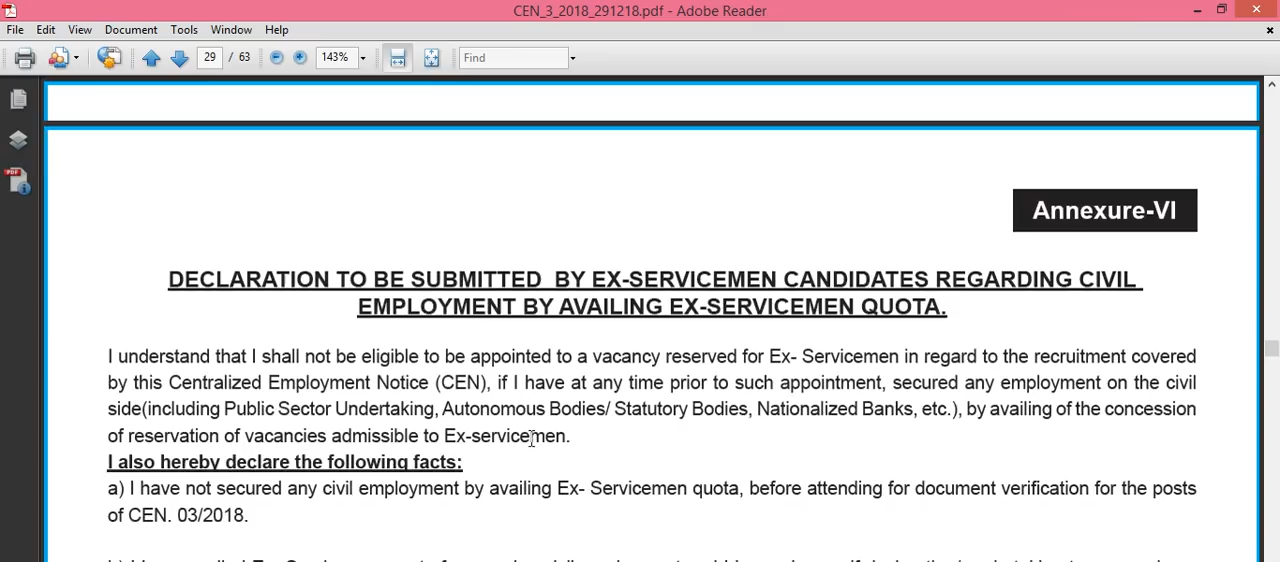 CEN_3_2018_291218.pdf - Adobe Reader
File Edit View Document Tools Window Help
29 / 63 143% Find
Annexure-VI
DECLARATION TO BE SUBMITTED BY EX-SERVICEMEN CANDIDATES REGARDING CIVIL
EMPLOYMENT BY AVAILING EX-SERVICEMEN QUOTA.
I understand that I shall not be eligible to be appointed to a vacancy reserved for Ex- Servicemen in regard to the recruitment covered
by this Centralized Employment Notice (CEN), if I have at any time prior to such appointment, secured any employment on the civil
side(including Public Sector Undertaking, Autonomous Bodies/ Statutory Bodies, Nationalized Banks, etc.), by availing of the concession
of reservation of vacancies admissible to Ex-servicemen.
I also hereby declare the following facts:
a) I have not secured any civil employment by availing Ex- Servicemen quota, before attending for document verification for the posts
of CEN. 03/2018.